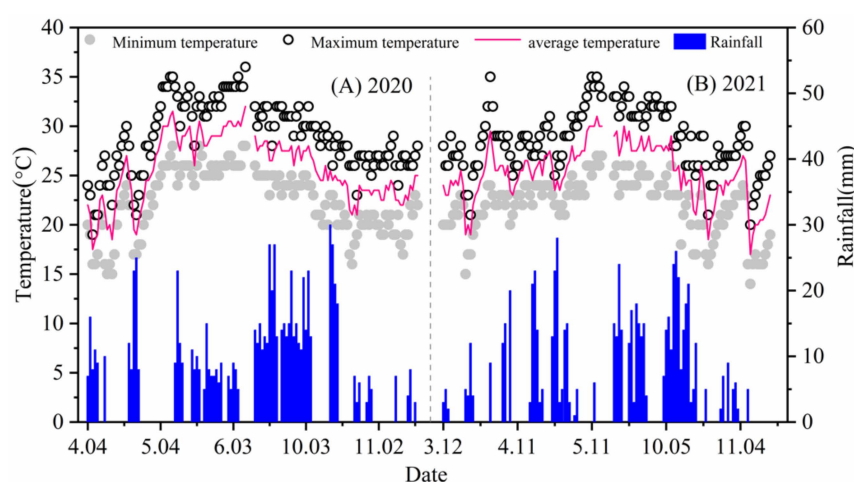 Minimum temperature Maximum temperature average temperature Rainfall
(A) 2020 (B) 2021
Temperature(°C)
40
35
30
25
20
15
10
5
0
Rainfall(mm)
60
50
40
30
20
10
0
4.04 5.04 6.03 10.03 11.02 3.12 4.11 5.11 10.05 11.04
Date